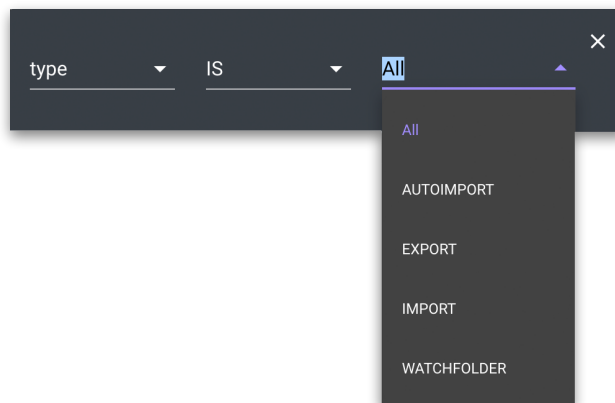 type IS All
All
AUTOIMPORT
EXPORT
IMPORT
WATCHFOLDER